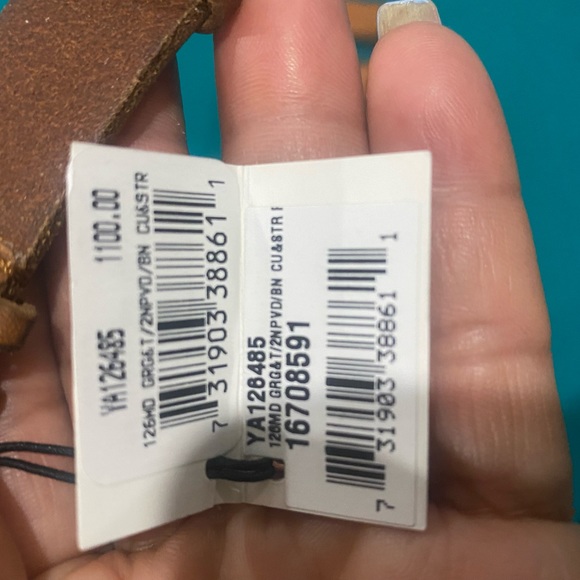 1100.00
YA126485
126MD GRG&T/2NPVD/BN CU&STR
7 31903 38861 1
YA126485
126MD GRG&T/2NPVD/BN CU&STR
16708591
7 31903 38861 1